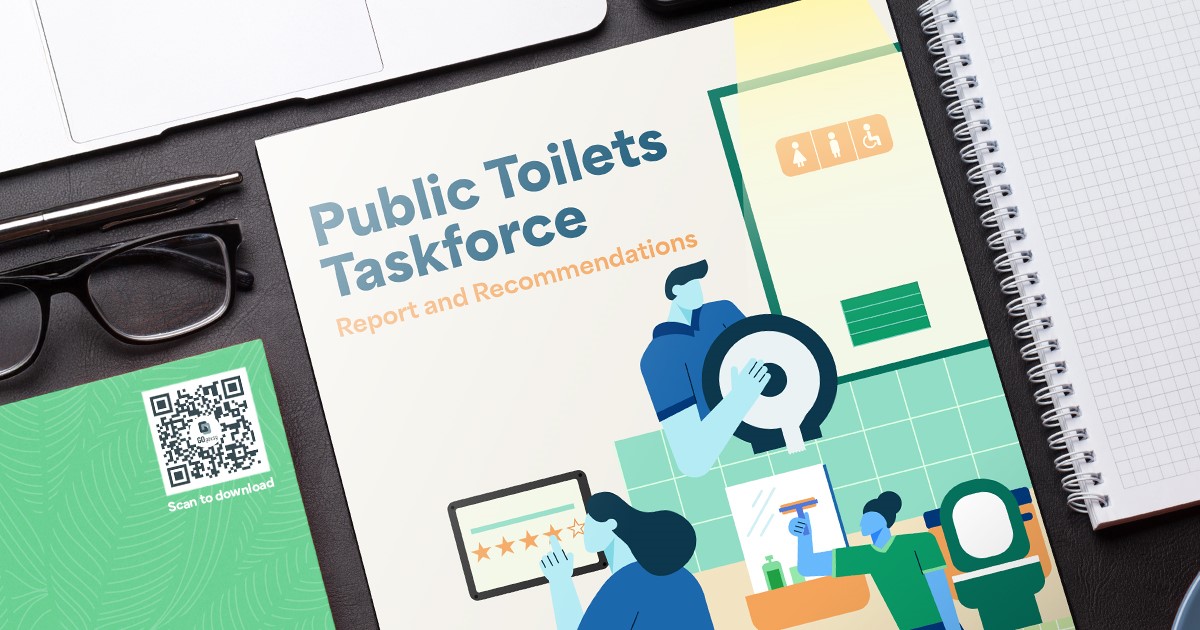 Public Toilets
Taskforce
Report and Recommendations
Scan to download